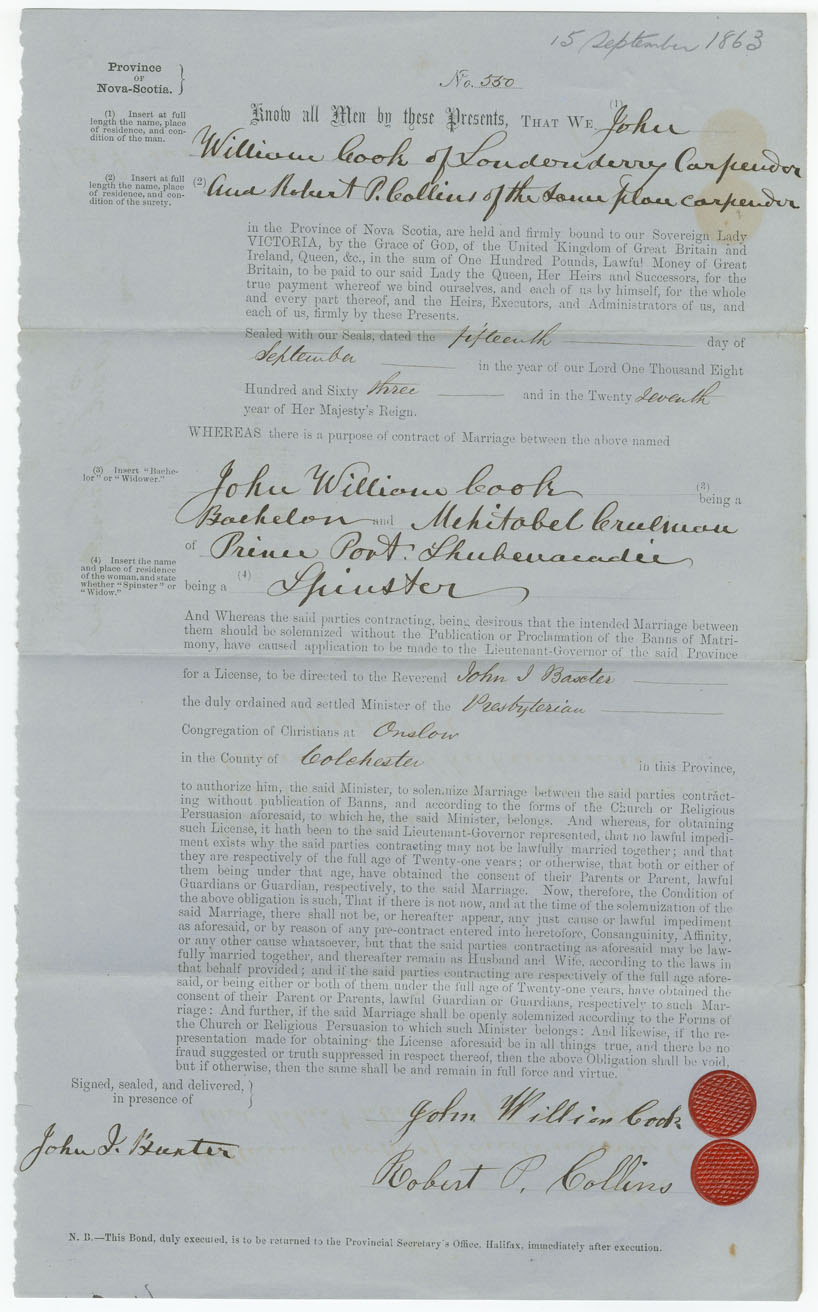 15 September 1863
Province
OF
Nova-Scotia.
No. 550
(1) Insert at full
length the name, place
of residence, and con-
dition of the man.
Know all Men by these Presents, THAT WE (1) John
William Cook of Londonderry Carpender
(2) Insert at full
length the name, place
of residence, and con-
dition of the surety.
(2) And Robert P. Collins of the Same place carpender
in the Province of Nova Scotia, are held and firmly bound to our Sovereign Lady
VICTORIA, by the Grace of GOD, of the United Kingdom of Great Britain and
Ireland, Queen, &c., in the sum of One Hundred Pounds, Lawful Money of Great
Britain, to be paid to our said Lady the Queen, Her Heirs and Successors, for the
true payment whereof we bind ourselves, and each of us by himself, for the whole
and every part thereof, and the Heirs, Executors, and Administrators of us, and
each of us, firmly by these Presents.
Sealed with our Seals, dated the fifteenth day of
September in the year of our Lord One Thousand Eight
Hundred and Sixty three and in the Twenty Seventh
year of Her Majesty's Reign.
WHEREAS there is a purpose of contract of Marriage between the above named
(3) Insert "Bache-
lor" or "Widower."
John William Cook (3) being a
Bachelor and Mehitabel
of Prince Port Shubenacadie
(4) Insert the name
and place of residence
of the woman, and state
whether "Spinster" or
"Widow."
being a (4) Spinster
And Whereas the said parties contracting, being desirous that the intended Marriage between
them should be solemnized without the Publication or Proclamation of the Banns of Matri-
mony, have caused application to be made to the Lieutenant-Governor of the said Province
for a License, to be directed to the Reverend John I Baxter
the duly ordained and settled Minister of the Presbyterian
Congregation of Christians at Onslow
in the County of Colchester in this Province,
to authorize him, the said Minister, to solemnize Marriage between the said parties contract-
ing without publication of Banns, and according to the forms of the Church or Religious
Persuasion aforesaid, to which he, the said Minister, belongs. And whereas, for obtaining
such License, it hath been to the said Lieutenant-Governor represented, that no lawful impedi-
ment exists why the said parties contracting may not be lawfully married together; and that
they are respectively of the full age of Twenty-one years; or otherwise, that both or either of
them being under that age, have obtained the consent of their Parents or Parent, lawful
Guardians or Guardian, respectively, to the said Marriage. Now, therefore, the Condition of
the above obligation is such, That if there is not now, and at the time of the solemnization of the
said Marriage, there shall not be, or hereafter appear, any just cause or lawful impediment
as aforesaid, or by reason of any pre-contract entered into heretofore, Consanguinity, Affinity,
or any other cause whatsoever, but that the said parties contracting as aforesaid may be law-
fully married together, and thereafter remain as Husband and Wife, according to the laws in
that behalf provided; and if the said parties contracting are respectively of the full age afore-
said, or being either or both of them under the full age of Twenty-one years, have obtained the
consent of their Parent or Parents, lawful Guardian or Guardians, respectively to such Mar-
riage: And further, if the said Marriage shall be openly solemnized according to the Forms of
the Church or Religious Persuasion to which such Minister belongs: And likewise, if the re-
presentation made for obtaining the License aforesaid be in all things true, and there be no
fraud suggested or truth suppressed in respect thereof, then the above Obligation shall be void,
but if otherwise, then the same shall be and remain in full force and virtue.
Signed, sealed, and delivered,
in presence of
John William Cook
John I. Baxter
Robert P. Collins
N. B.—This Bond, duly executed, is to be returned to the Provincial Secretary's Office, Halifax, immediately after execution.